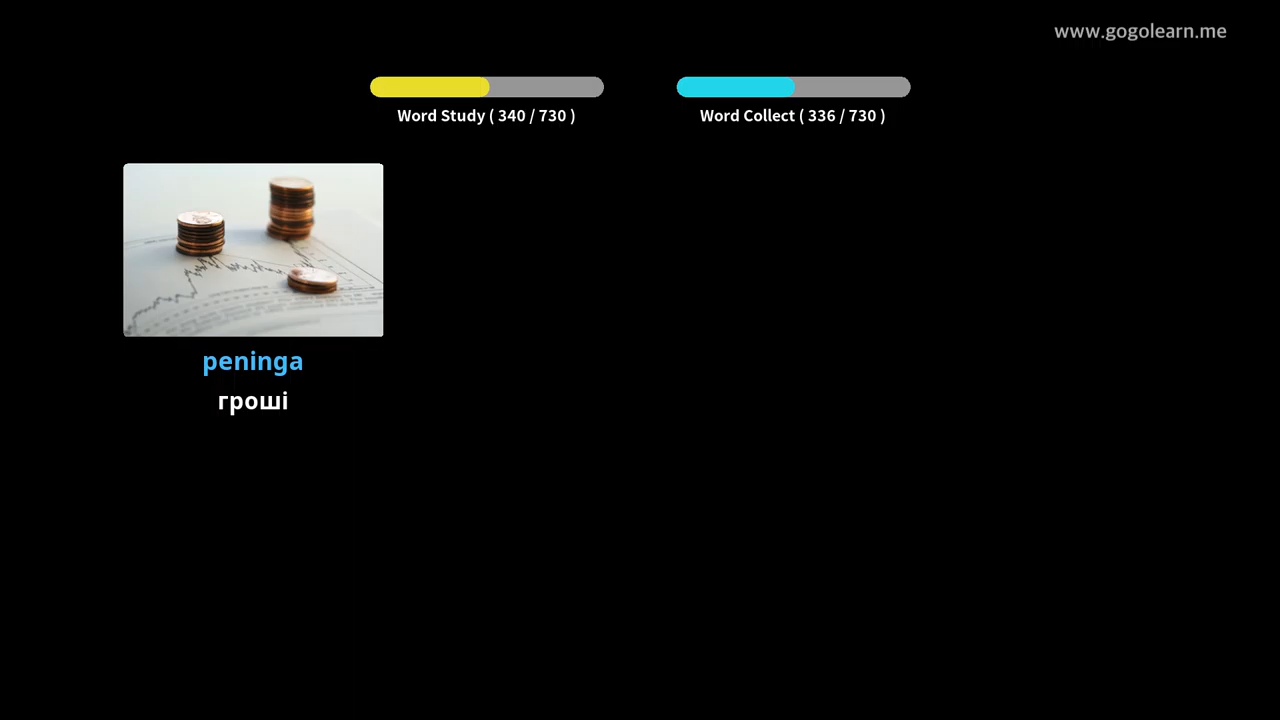 www.gogolearn.me
Word Study ( 340 / 730 )
Word Collect ( 336 / 730 )
peninga
гроші